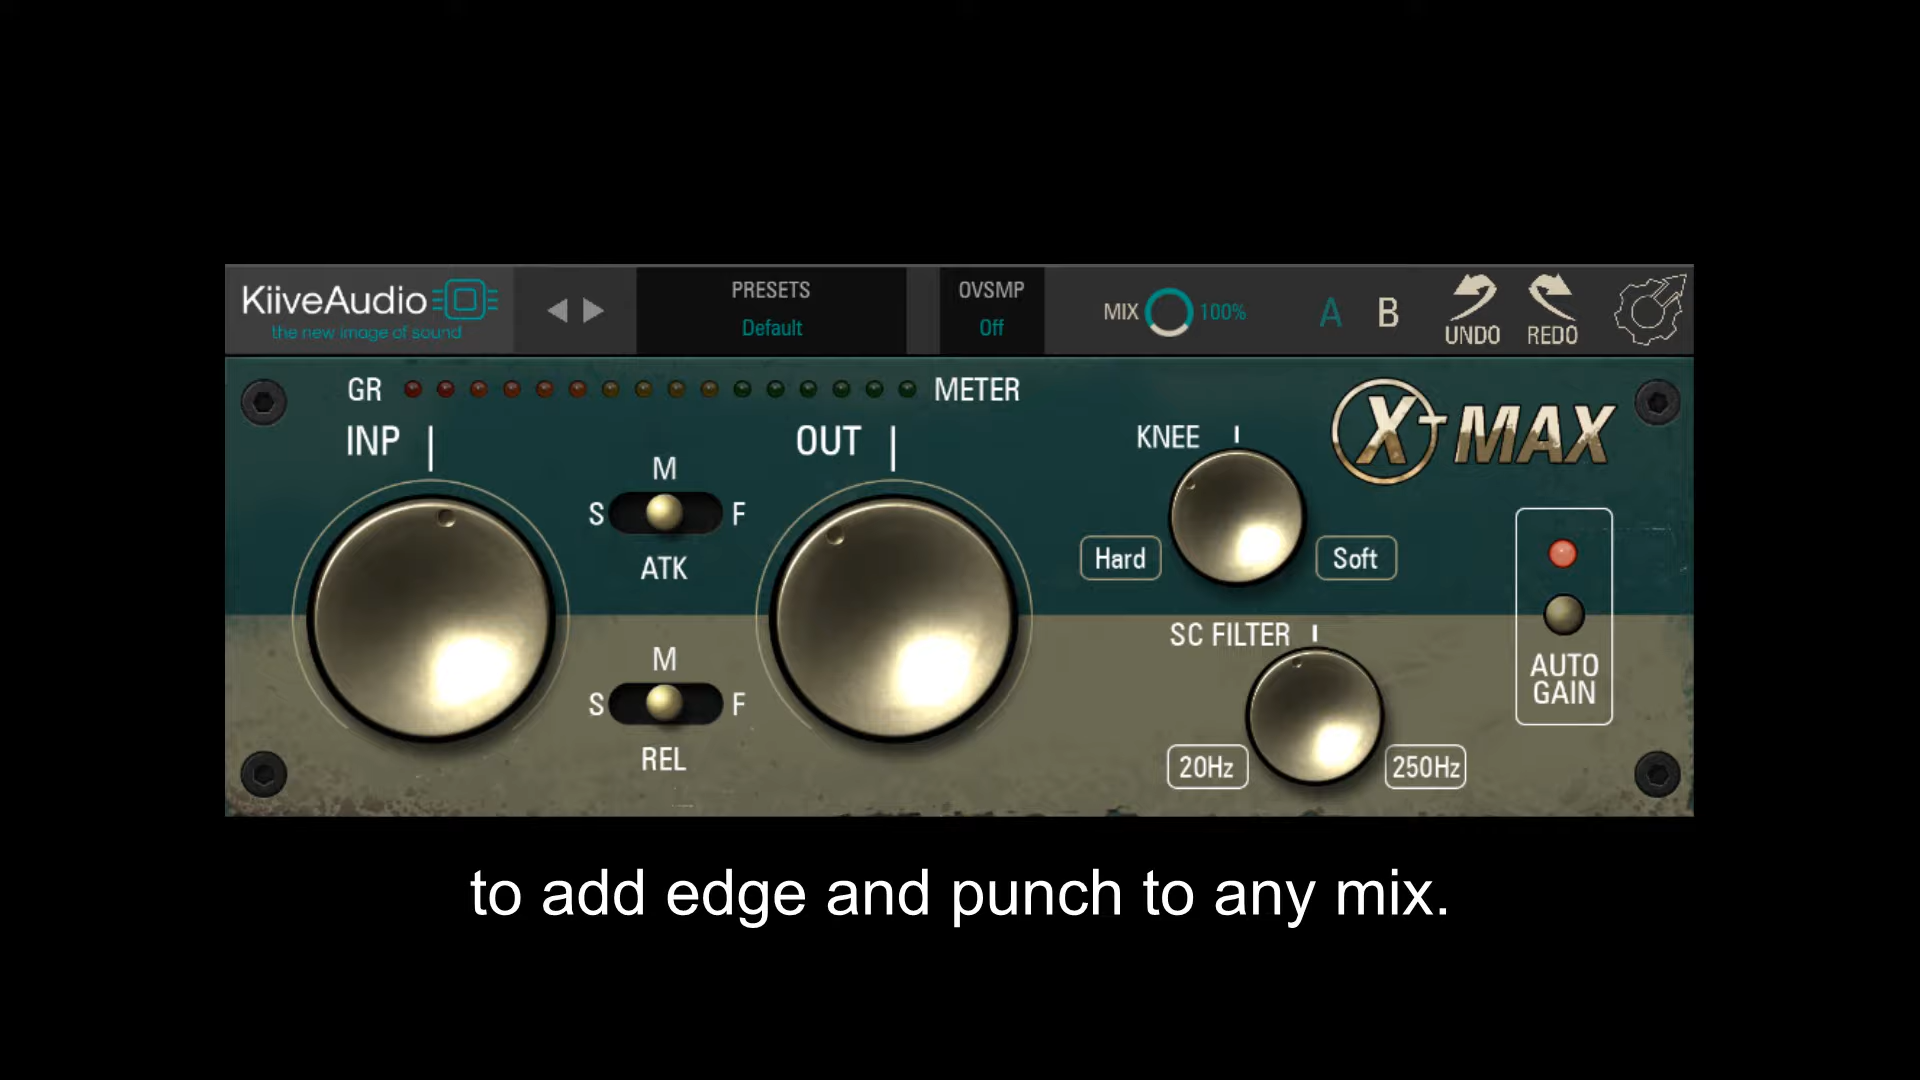 KiiveAudio
the new image of sound
PRESETS
Default
OVSMP
Off
MIX 100%
A B
UNDO REDO
GR METER
X-MAX
INP
OUT
KNEE
M
S F
ATK
Hard Soft
SC FILTER
M
S F
REL
AUTO
GAIN
20Hz 250Hz
to add edge and punch to any mix.